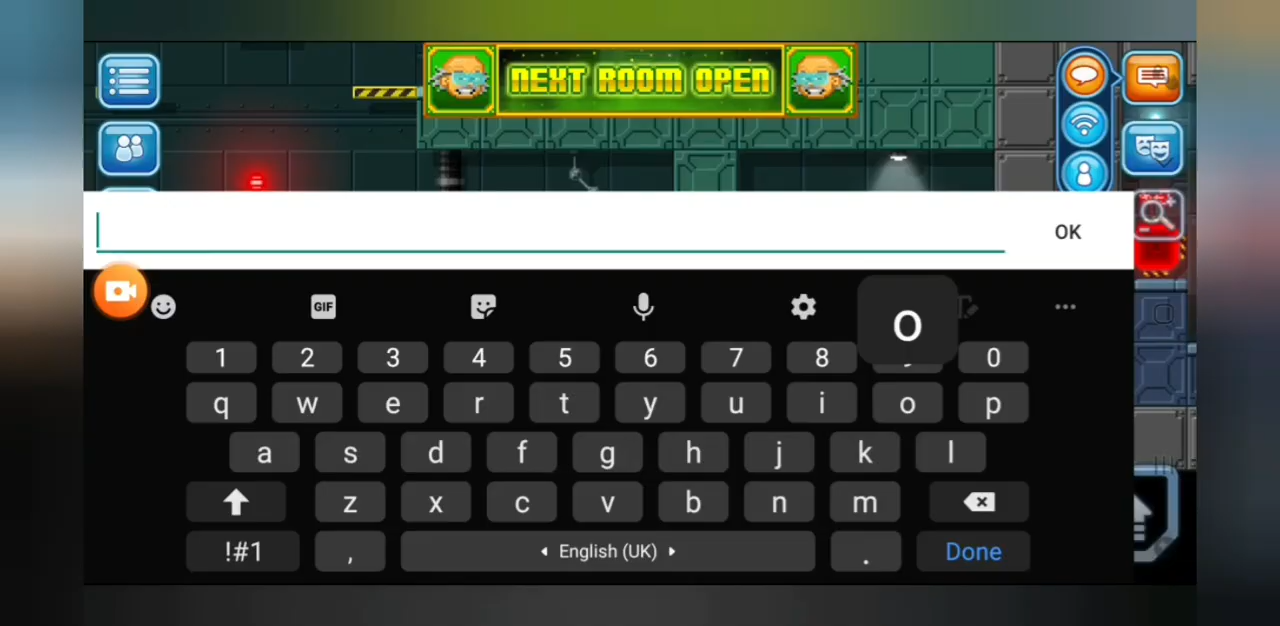 NEXT ROOM OPEN
OK
GIF
o
1 2 3 4 5 6 7 8 0
q w e r t y u i o p
a s d f g h j k l
z x c v b n m
!#1 , English (UK) . Done